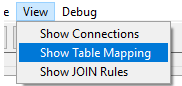 e View Debug
Show Connections
Show Table Mapping
Show JOIN Rules